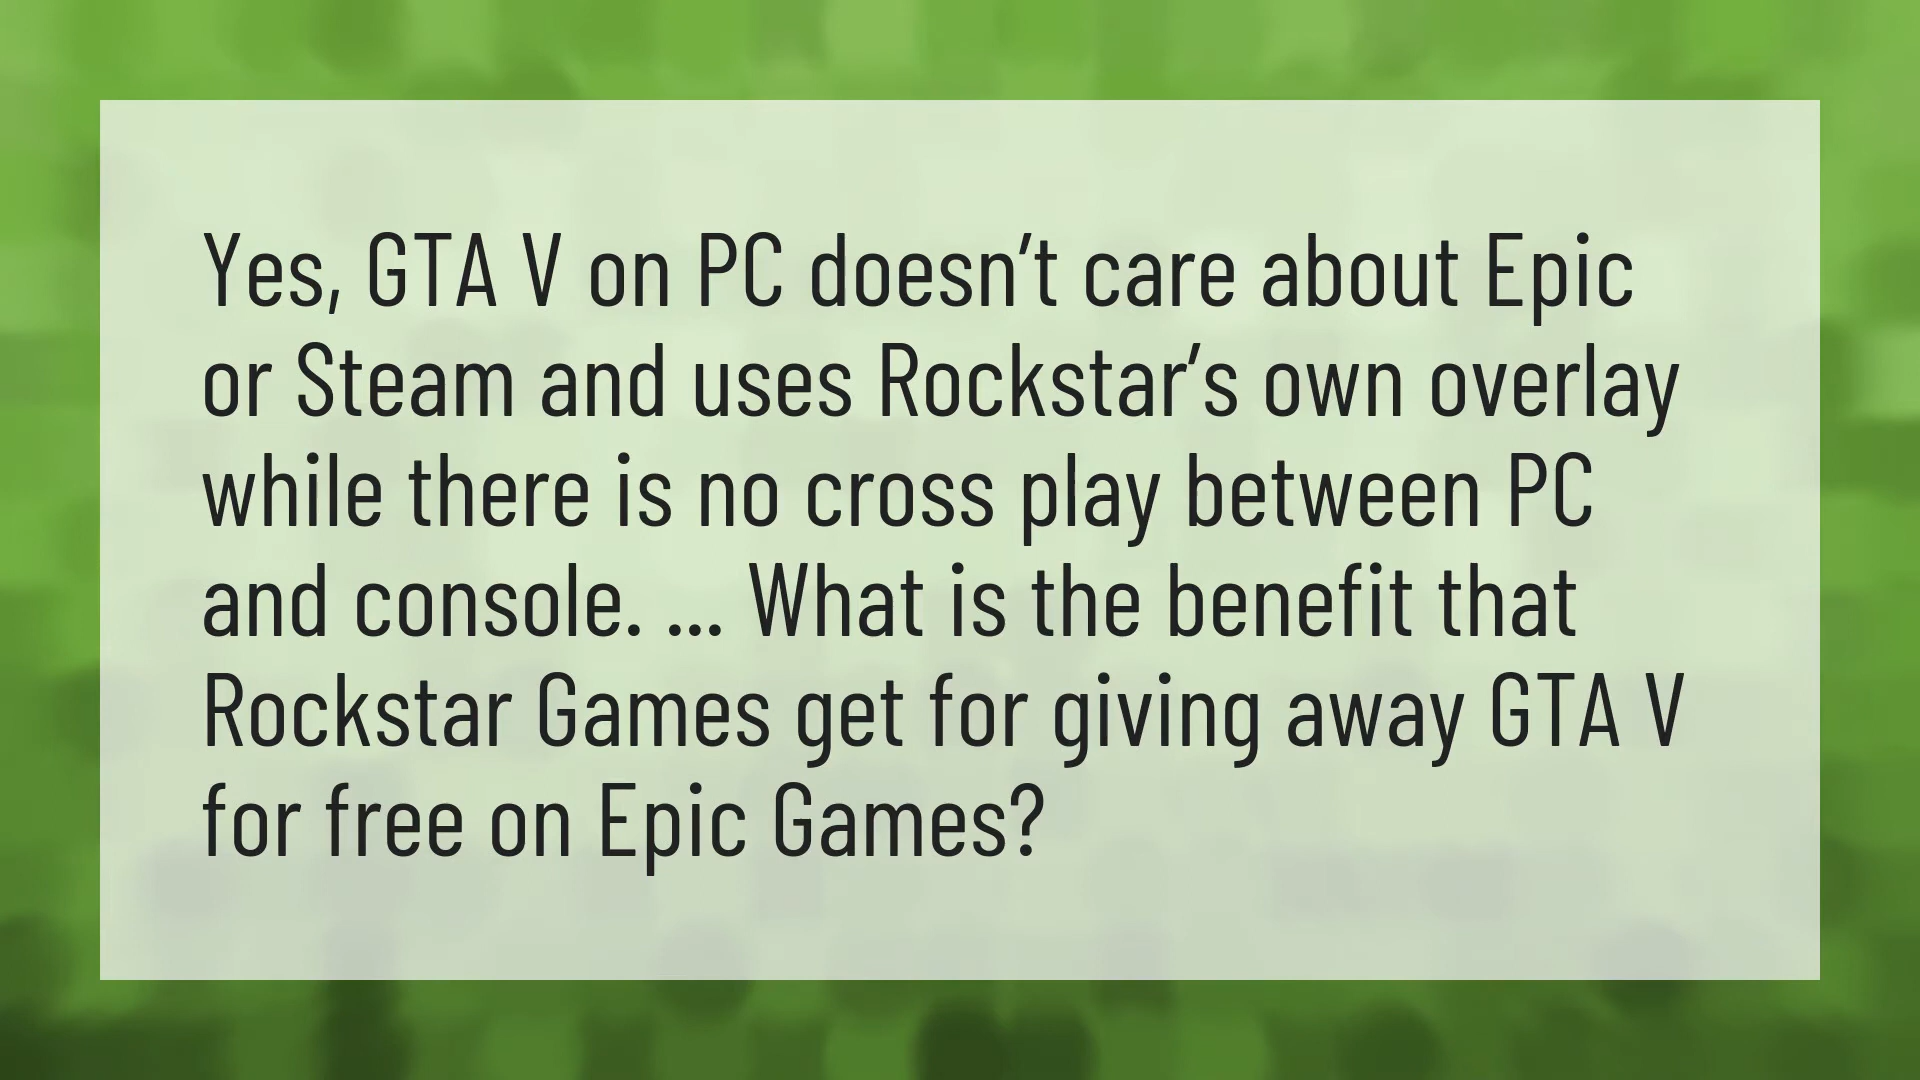 Yes, GTA V on PC doesn’t care about Epic
or Steam and uses Rockstar’s own overlay
while there is no cross play between PC
and console. ... What is the benefit that
Rockstar Games get for giving away GTA V
for free on Epic Games?